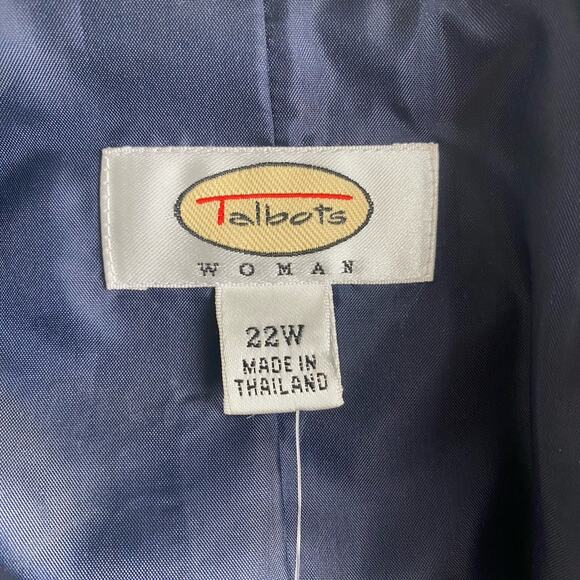 Talbots
WOMAN
22W
MADE IN
THAILAND